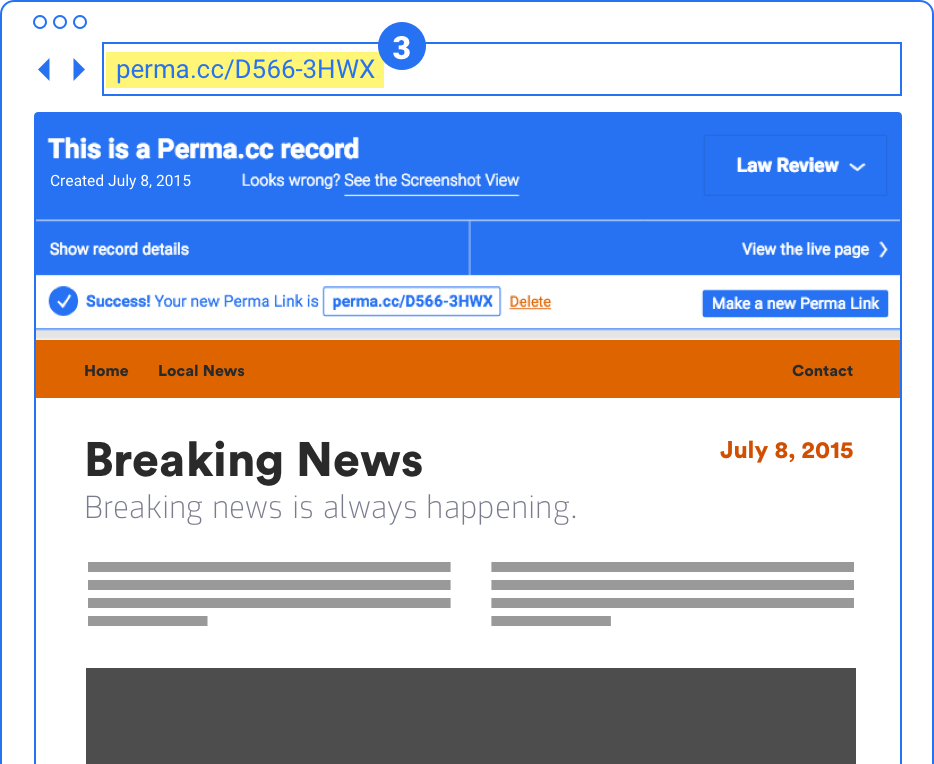 3
perma.cc/D566-3HWX
This is a Perma.cc record
Law Review
Created July 8, 2015 Looks wrong? See the Screenshot View
Show record details View the live page
Success! Your new Perma Link is perma.cc/D566-3HWX Delete Make a new Perma Link
Home Local News Contact
Breaking News July 8, 2015
Breaking news is always happening.